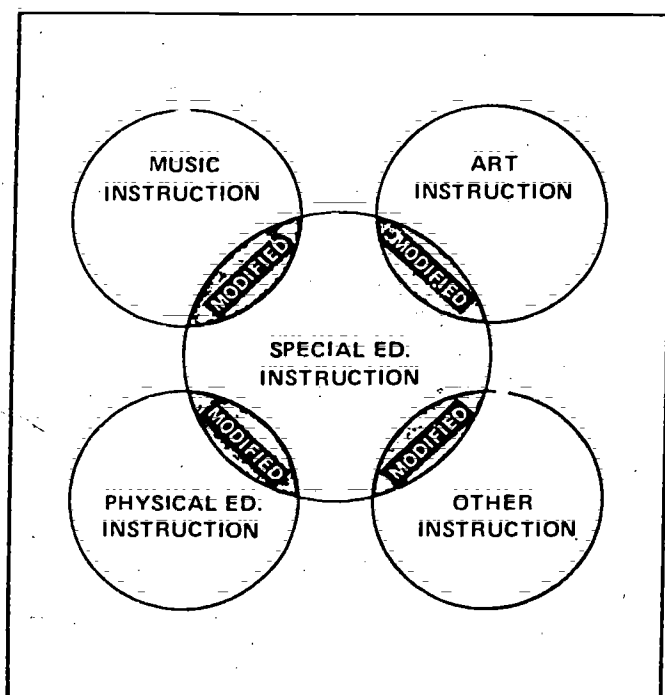 MUSIC
INSTRUCTION
ART
INSTRUCTION
MODIFIED
MODIFIED
SPECIAL ED.
INSTRUCTION
MODIFIED
MODIFIED
PHYSICAL ED.
INSTRUCTION
OTHER
INSTRUCTION